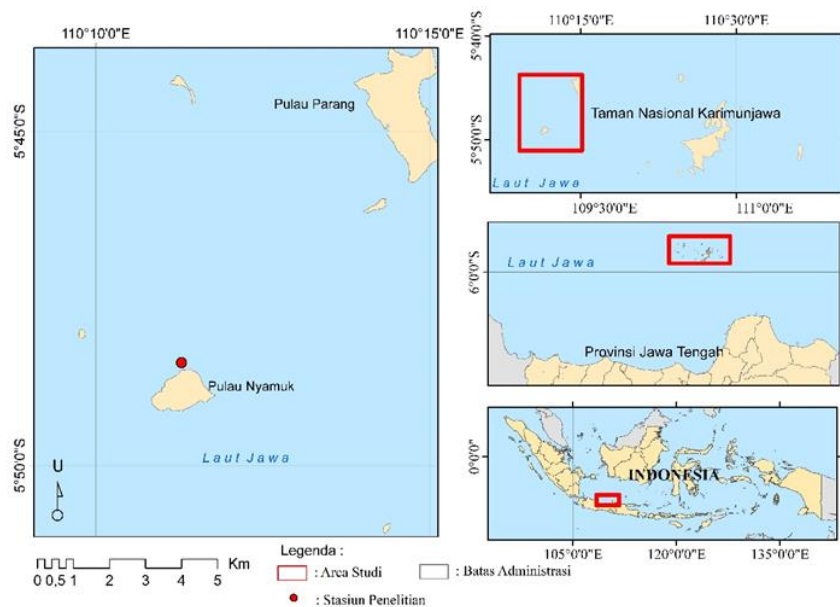 110°10'0"E
110°15'0"E
5°45'0"S
5°50'0"S
Pulau Parang
Pulau Nyamuk
Laut Jawa
U
0 0,5 1 2 3 4 5
Km
110°15'0"E
110°30'0"E
5°40'0"S
5°50'0"S
Taman Nasional Karimunjawa
Laut Jawa
109°30'0"E
111°0'0"E
6°0'0"S
Laut Jawa
Provinsi Jawa Tengah
0°0'0"
INDONESIA
105°0'0"E
120°0'0"E
135°0'0"E
Legenda :
: Area Studi
: Batas Administrasi
: Stasiun Penelitian